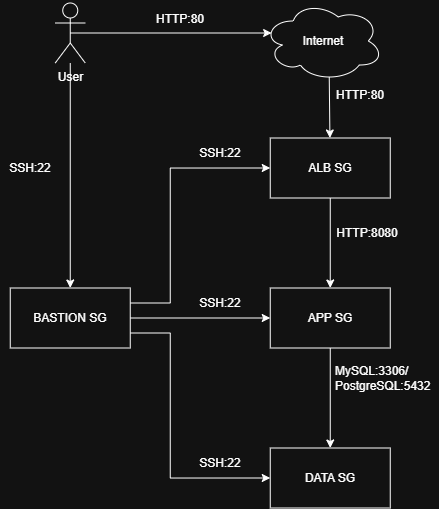 HTTP:80
Internet
User
HTTP:80
SSH:22
SSH:22
ALB SG
HTTP:8080
SSH:22
BASTION SG
APP SG
MySQL:3306/
PostgreSQL:5432
SSH:22
DATA SG